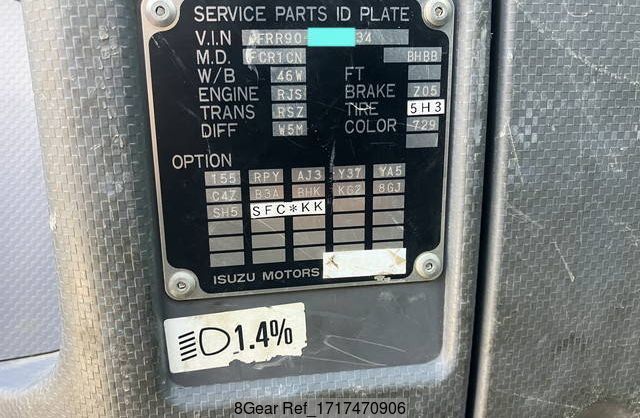 SERVICE PARTS ID PLATE
V.I.N FRR90- 34
M.D. FCR1CN BHBB
W/B 46W FT
ENGINE RJS BRAKE Z05
TRANS RSZ TIRE 5H3
DIFF W5M COLOR 729
OPTION
155 RPY AJ3 Y37 YA5
C4Z B3A BHK KG2 8GJ
SH5 SFC*KK
ISUZU MOTORS
1.4%
8Gear Ref_1717470906